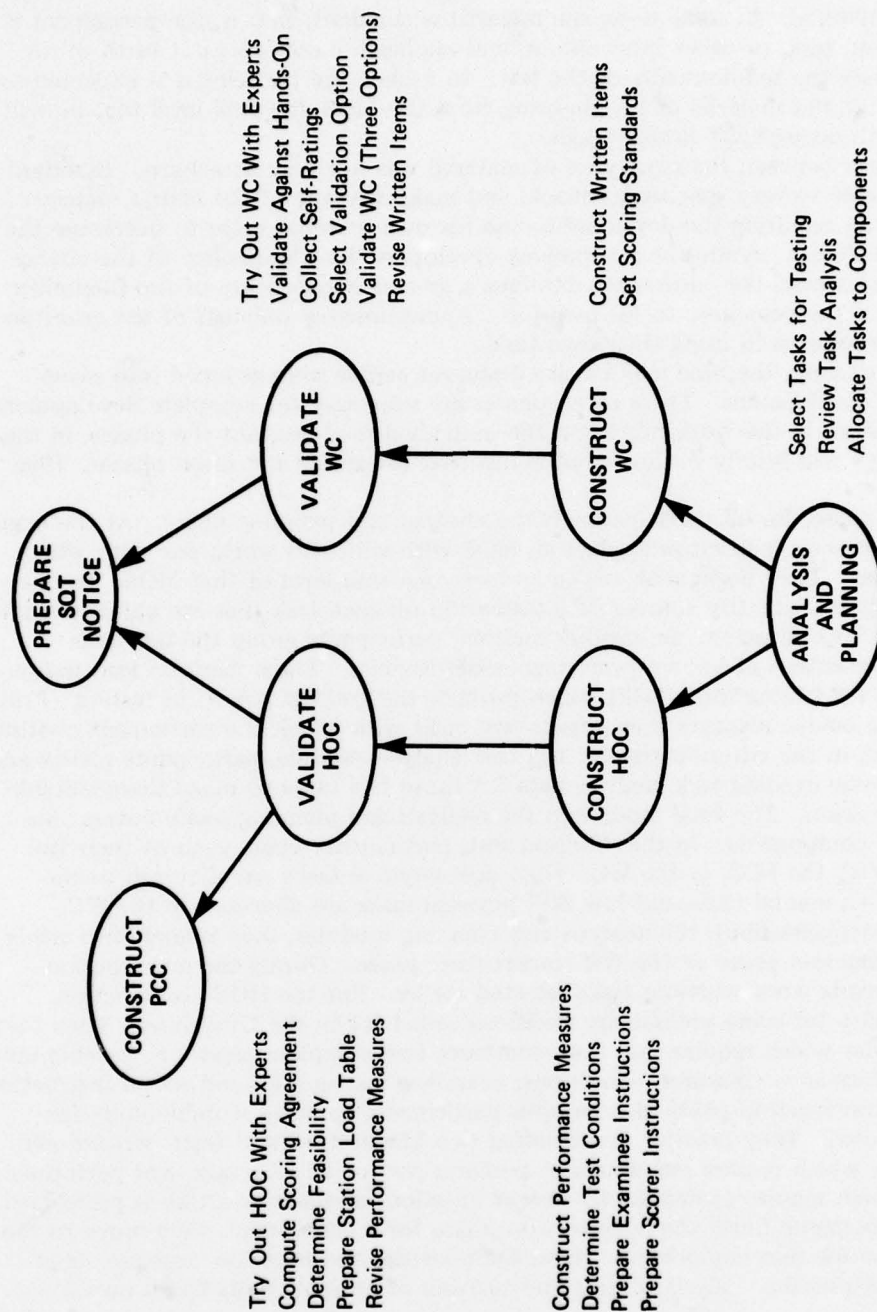 PREPARE
SQT
NOTICE
CONSTRUCT
PCC
VALIDATE
HOC
VALIDATE
WC
Try Out HOC With Experts
Compute Scoring Agreement
Determine Feasibility
Prepare Station Load Table
Revise Performance Measures
Try Out WC With Experts
Validate Against Hands-On
Collect Self-Ratings
Select Validation Option
Validate WC (Three Options)
Revise Written Items
CONSTRUCT
HOC
CONSTRUCT
WC
Construct Performance Measures
Determine Test Conditions
Prepare Examinee Instructions
Prepare Scorer Instructions
Construct Written Items
Set Scoring Standards
ANALYSIS
AND
PLANNING
Select Tasks for Testing
Review Task Analysis
Allocate Tasks to Components